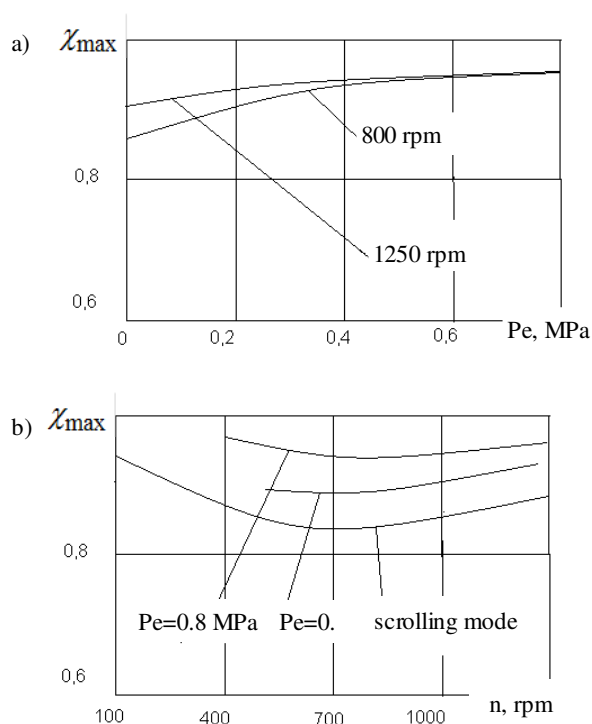 a)
χmax
800 rpm
0,8
1250 rpm
0,6
0 0,2 0,4 0,6 Pe, MPa
b)
χmax
0,8
Pe=0.8 MPa Pe=0. scrolling mode
0,6
100 400 700 1000 n, rpm